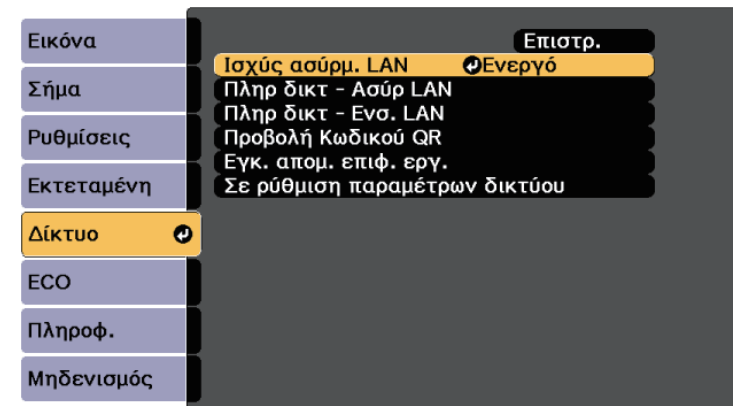 Εικόνα
Σήμα
Ρυθμίσεις
Εκτεταμένη
Δίκτυο
ECO
Πληροφ.
Μηδενισμός
Επιστρ.
Ισχύς ασύρμ. LAN Ενεργό
Πληρ δικτ - Ασύρ LAN
Πληρ δικτ - Ενσ. LAN
Προβολή Κωδικού QR
Εγκ. απομ. επιφ. εργ.
Σε ρύθμιση παραμέτρων δικτύου